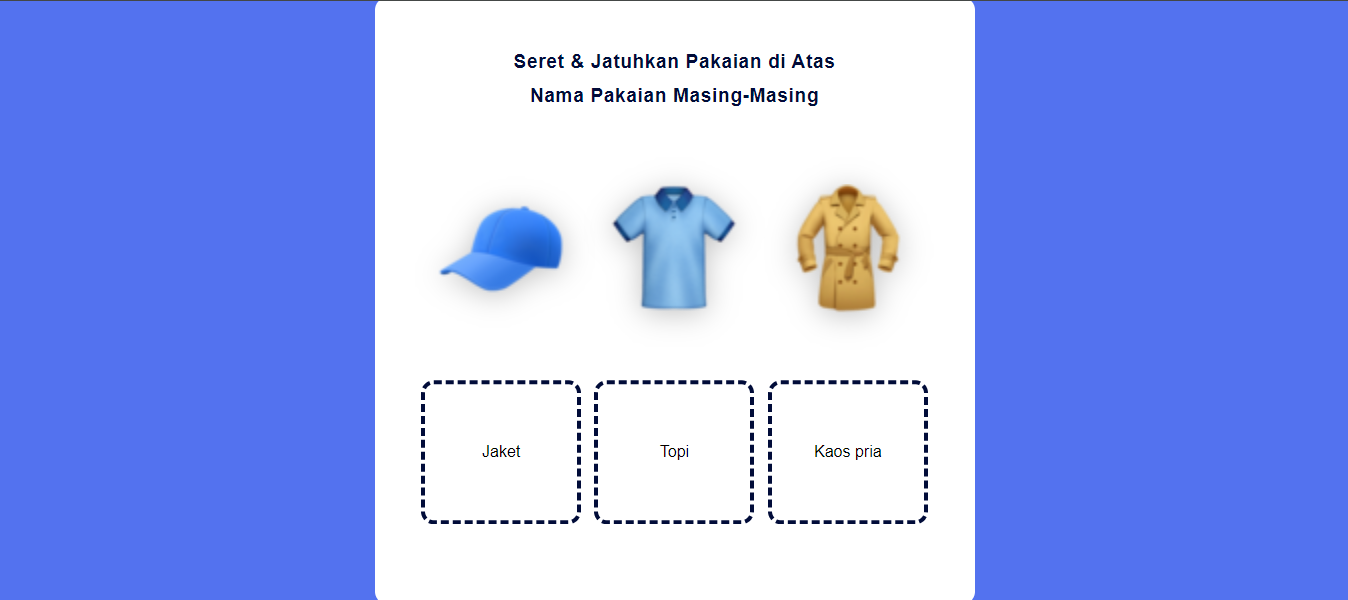 Seret & Jatuhkan Pakaian di Atas
Nama Pakaian Masing-Masing
Jaket
Topi
Kaos pria